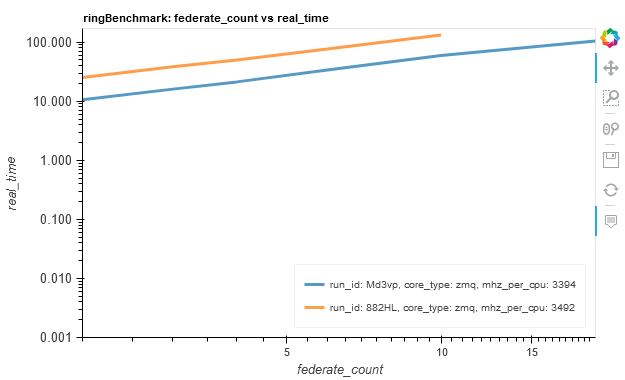 ringBenchmark: federate_count vs real_time
100.000
10.000
1.000
0.100
0.010
0.001
real_time
run_id: Md3vp, core_type: zmq, mhz_per_cpu: 3394
run_id: 882HL, core_type: zmq, mhz_per_cpu: 3492
5 10 15
federate_count